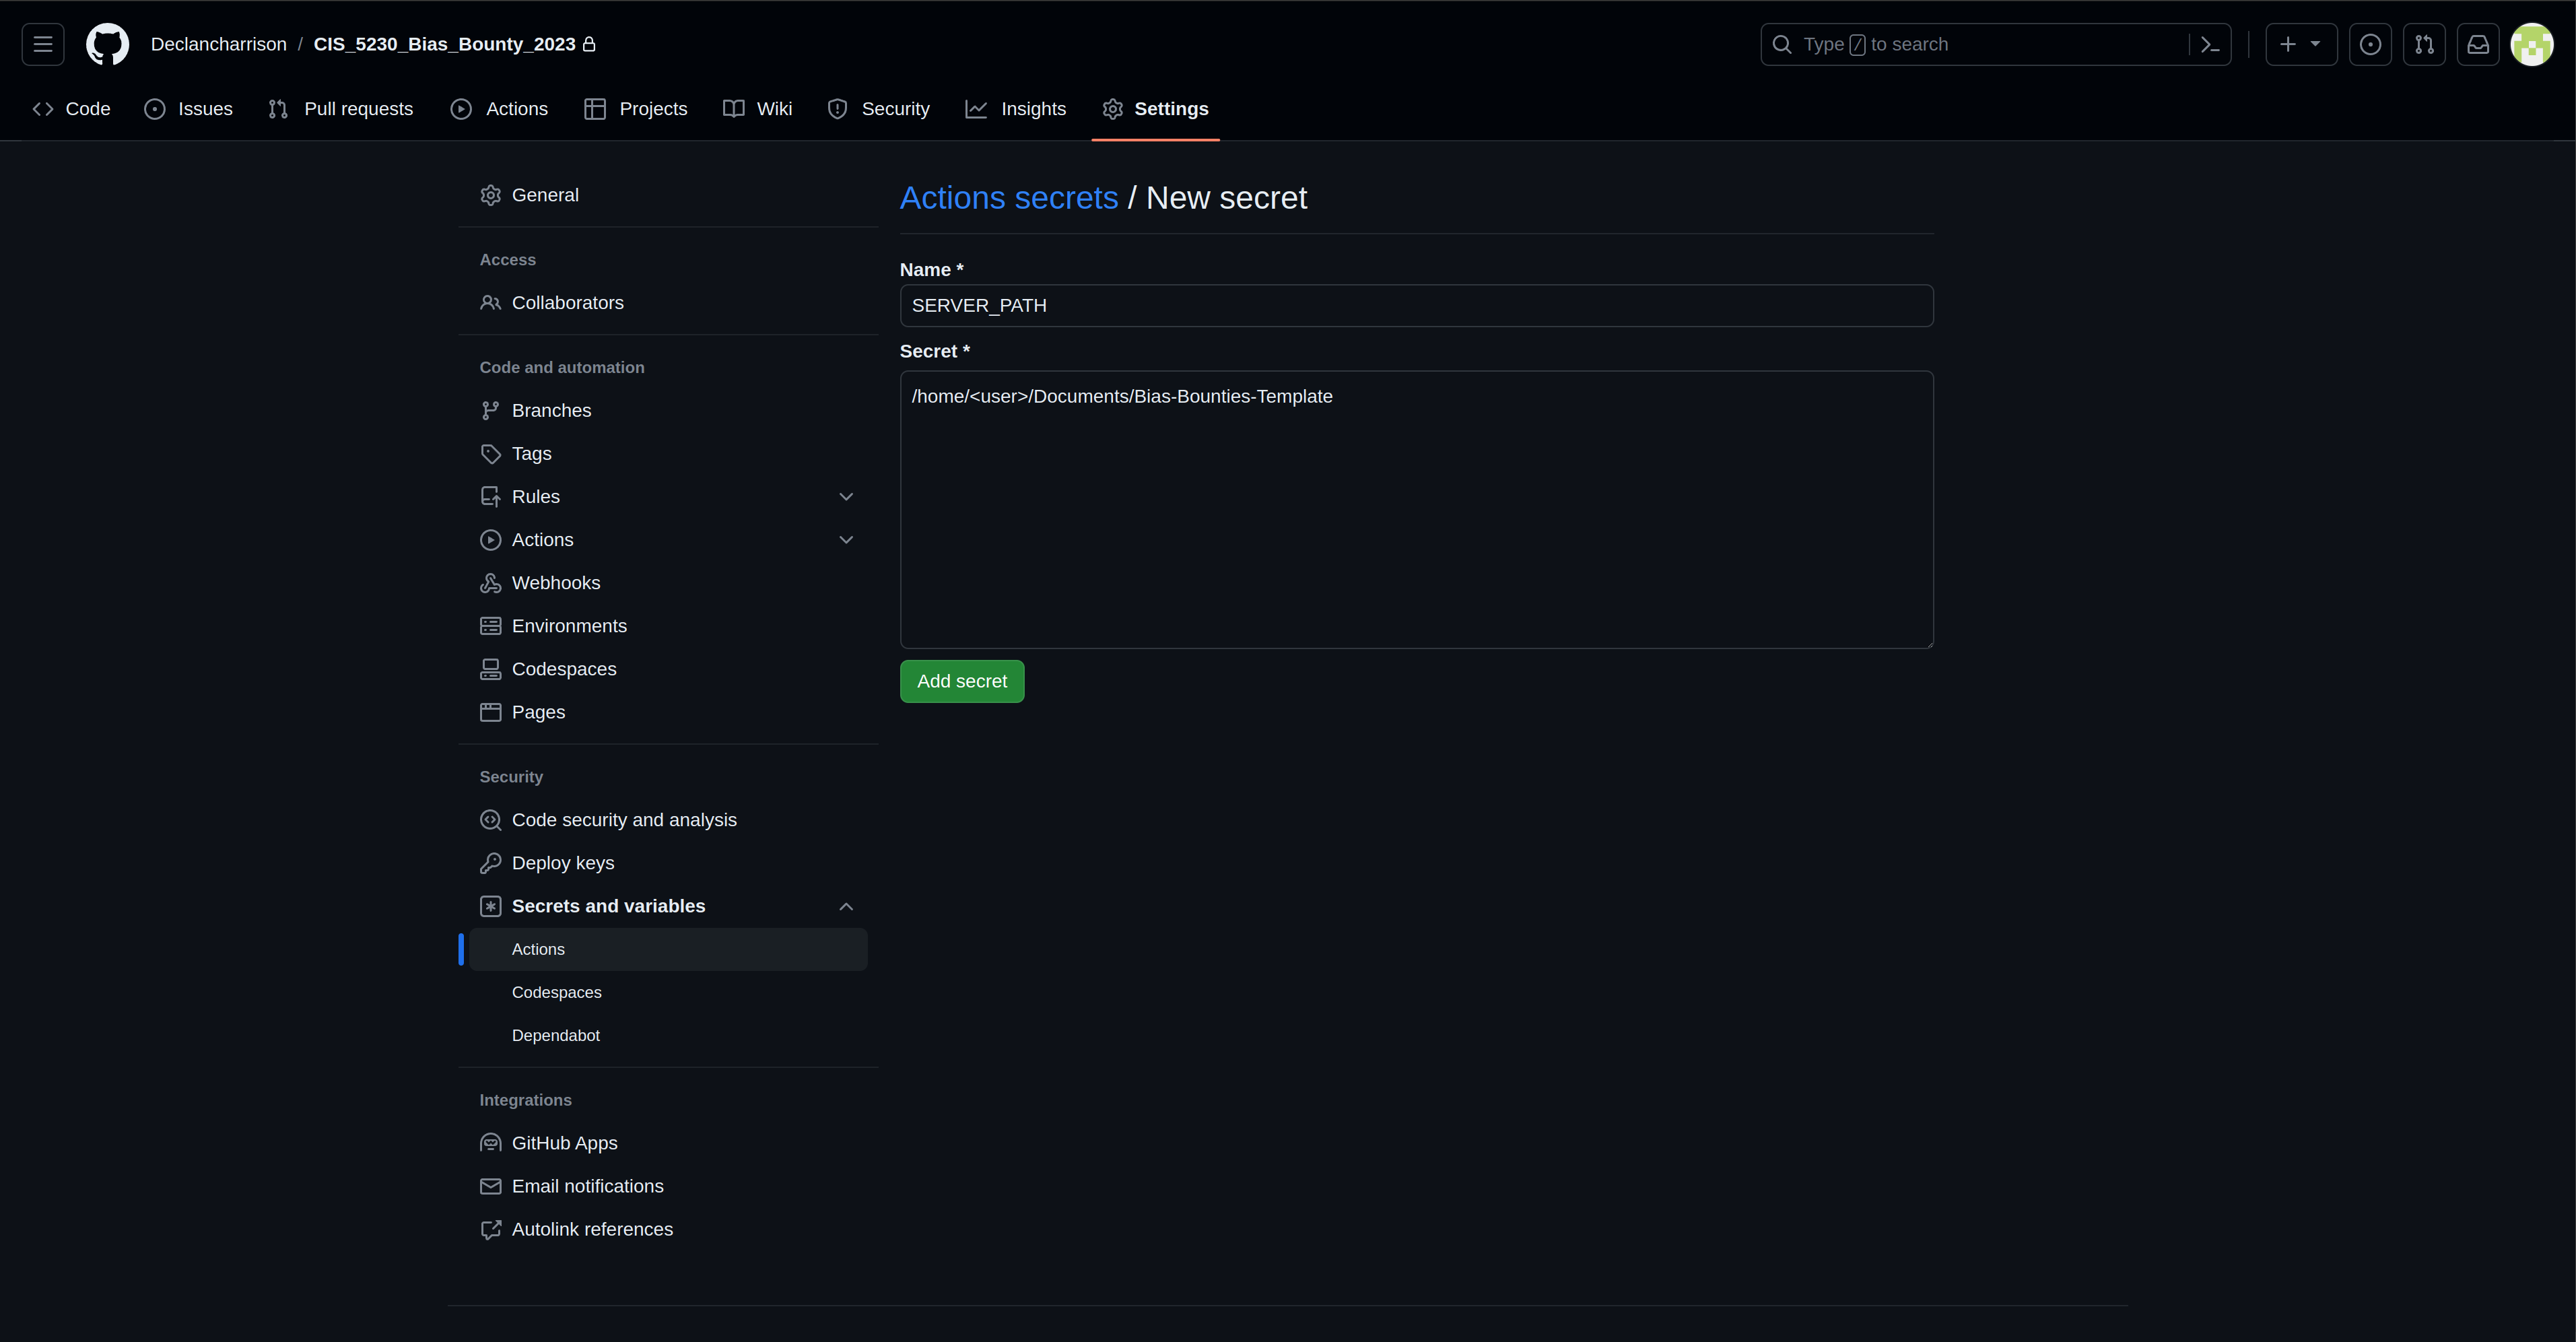 Declancharrison / CIS_5230_Bias_Bounty_2023
Type / to search
Code
Issues
Pull requests
Actions
Projects
Wiki
Security
Insights
Settings
General
Access
Collaborators
Code and automation
Branches
Tags
Rules
Actions
Webhooks
Environments
Codespaces
Pages
Security
Code security and analysis
Deploy keys
Secrets and variables
Actions
Codespaces
Dependabot
Integrations
GitHub Apps
Email notifications
Autolink references
Actions secrets / New secret
Name *
SERVER_PATH
Secret *
/home/<user>/Documents/Bias-Bounties-Template
Add secret